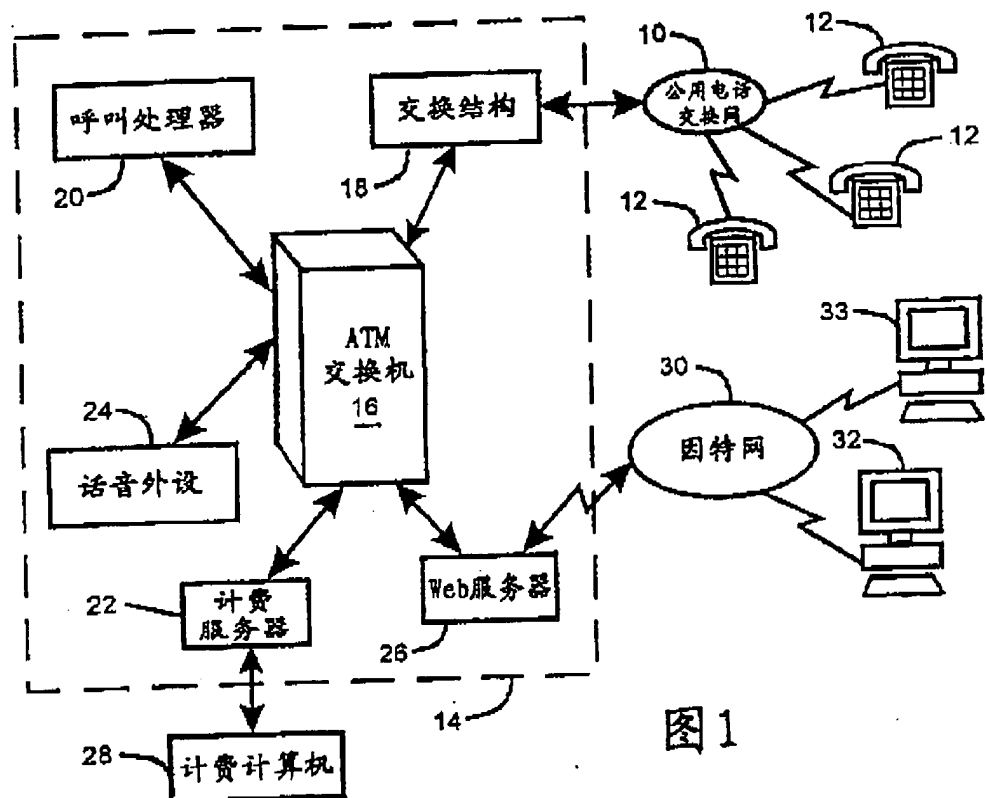 10
12
呼叫处理器
交换结构
公用电话
交换网
20
18
12
12
ATM
交换机
16
33
30
24
因特网
32
话音外设
计费
服务器
22
Web服务器
26
14
图1
28
计费计算机